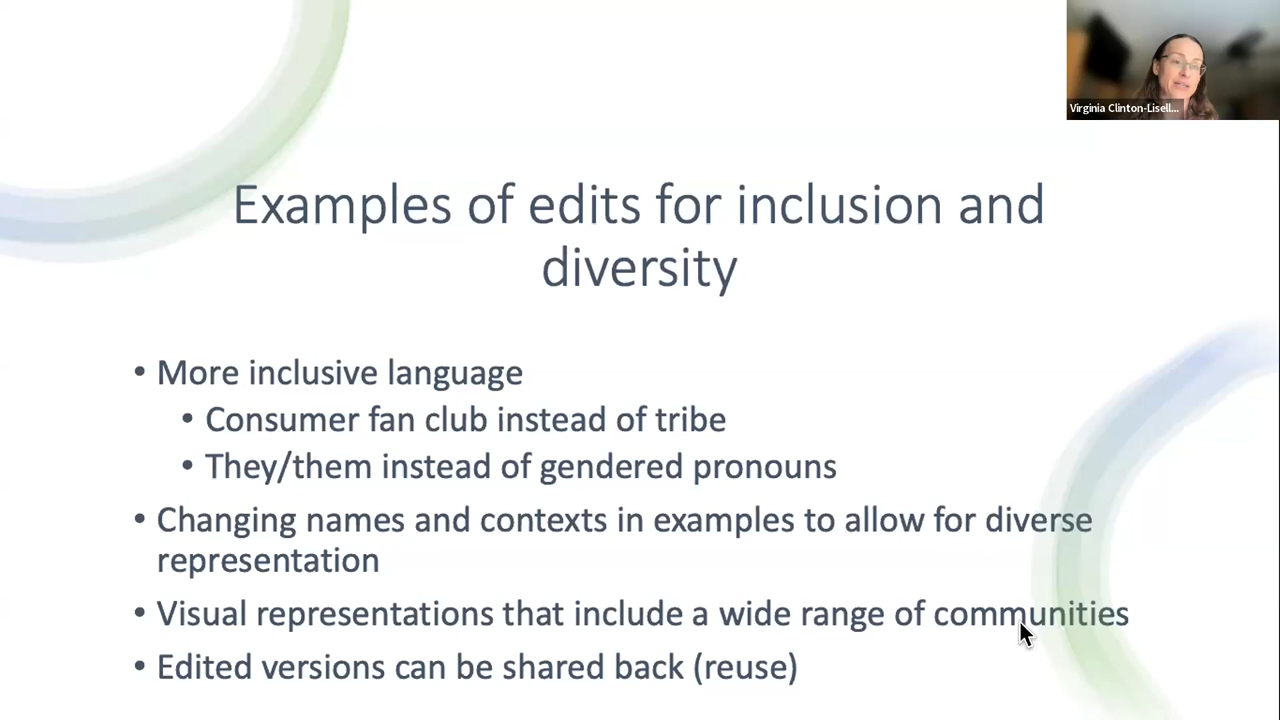 Virginia Clinton-Lisell...
Examples of edits for inclusion and
diversity
• More inclusive language
• Consumer fan club instead of tribe
• They/them instead of gendered pronouns
• Changing names and contexts in examples to allow for diverse
representation
• Visual representations that include a wide range of communities
• Edited versions can be shared back (reuse)